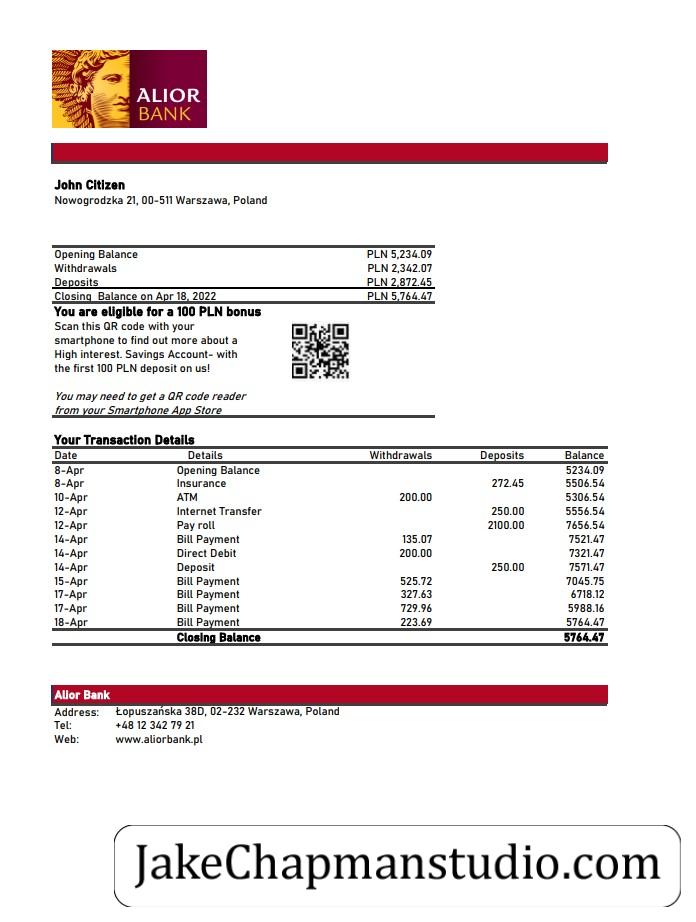 ALIOR
BANK
John Citizen
Nowogrodzka 21, 00-511 Warszawa, Poland
Opening Balance PLN 5,234.09
Withdrawals PLN 2,342.07
Deposits PLN 2,872.45
Closing Balance on Apr 18, 2022 PLN 5,764.47
You are eligible for a 100 PLN bonus
Scan this QR code with your
smartphone to find out more about a
High interest. Savings Account- with
the first 100 PLN deposit on us!
You may need to get a QR code reader
from your Smartphone App Store
Your Transaction Details
Date Details Withdrawals Deposits Balance
8-Apr Opening Balance 5234.09
8-Apr Insurance 272.45 5506.54
10-Apr ATM 200.00 5306.54
12-Apr Internet Transfer 250.00 5556.54
12-Apr Pay roll 2100.00 7656.54
14-Apr Bill Payment 135.07 7521.47
14-Apr Direct Debit 200.00 7321.47
14-Apr Deposit 250.00 7571.47
15-Apr Bill Payment 525.72 7045.75
17-Apr Bill Payment 327.63 6718.12
17-Apr Bill Payment 729.96 5988.16
18-Apr Bill Payment 223.69 5764.47
Closing Balance 5764.47
Alior Bank
Address: Łopuszańska 38D, 02-232 Warszawa, Poland
Tel: +48 12 342 79 21
Web: www.aliorbank.pl
JakeChapmanstudio.com